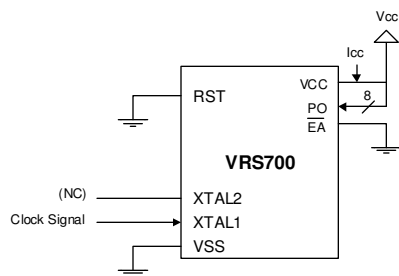 Vcc
Icc
VCC
RST
8
PO
EA
VRS700
(NC)
XTAL2
Clock Signal
XTAL1
VSS